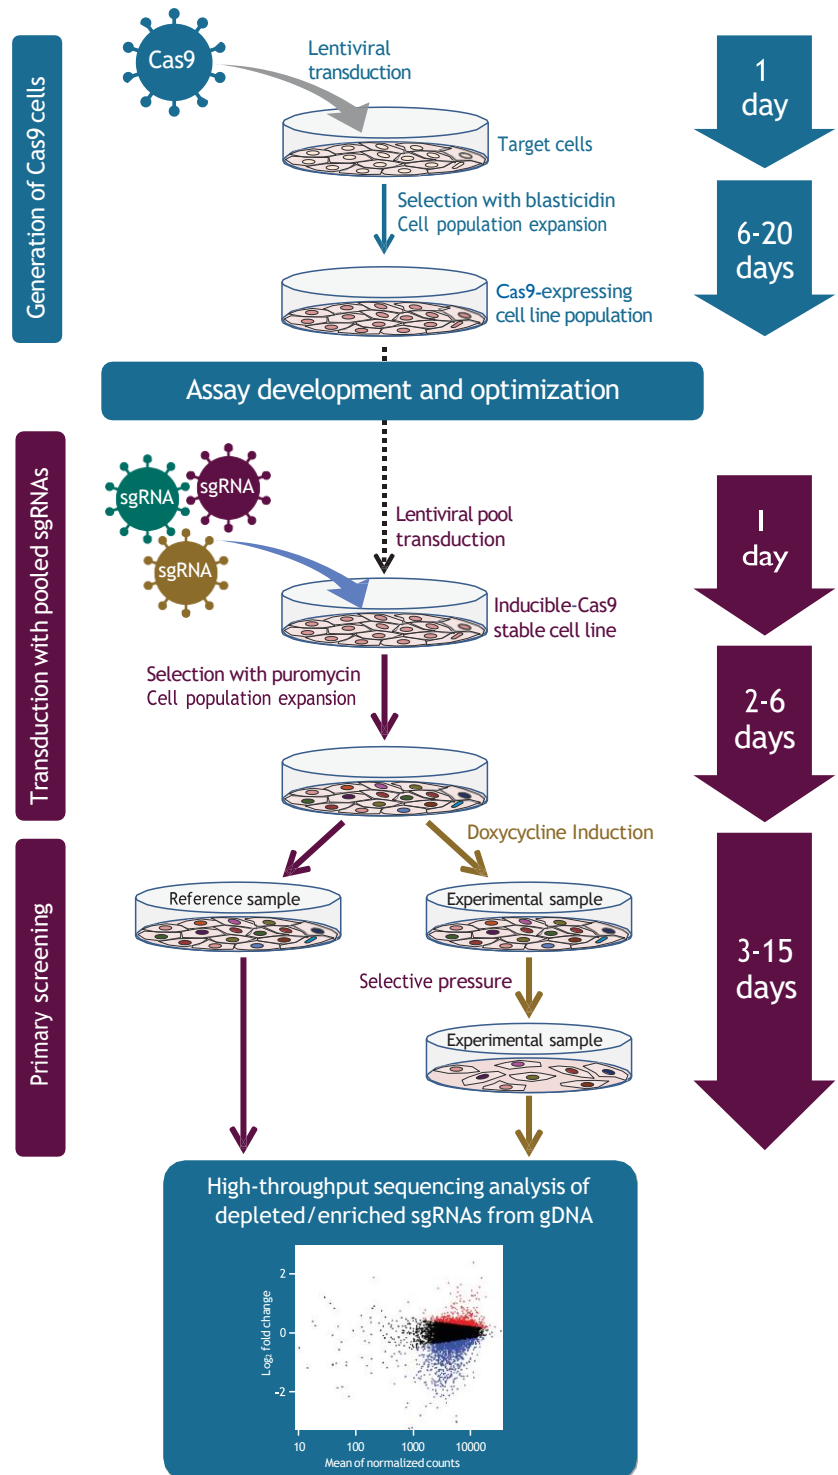 Generation of Cas9 cells
Cas9
Lentiviral
transduction
1
day
Target cells
Selection with blasticidin
Cell population expansion
6-20
days
Cas9-expressing
cell line population
Assay development and optimization
Transduction with pooled sgRNAs
sgRNA
sgRNA
sgRNA
Lentiviral pool
transduction
1
day
Inducible-Cas9
stable cell line
Selection with puromycin
Cell population expansion
2-6
days
Doxycycline Induction
Primary screening
Reference sample
Experimental sample
3-15
days
Selective pressure
Experimental sample
High-throughput sequencing analysis of
depleted/enriched sgRNAs from gDNA
Log₂ fold change
2
0
-2
10
100
1000
10000
Mean of normalized counts